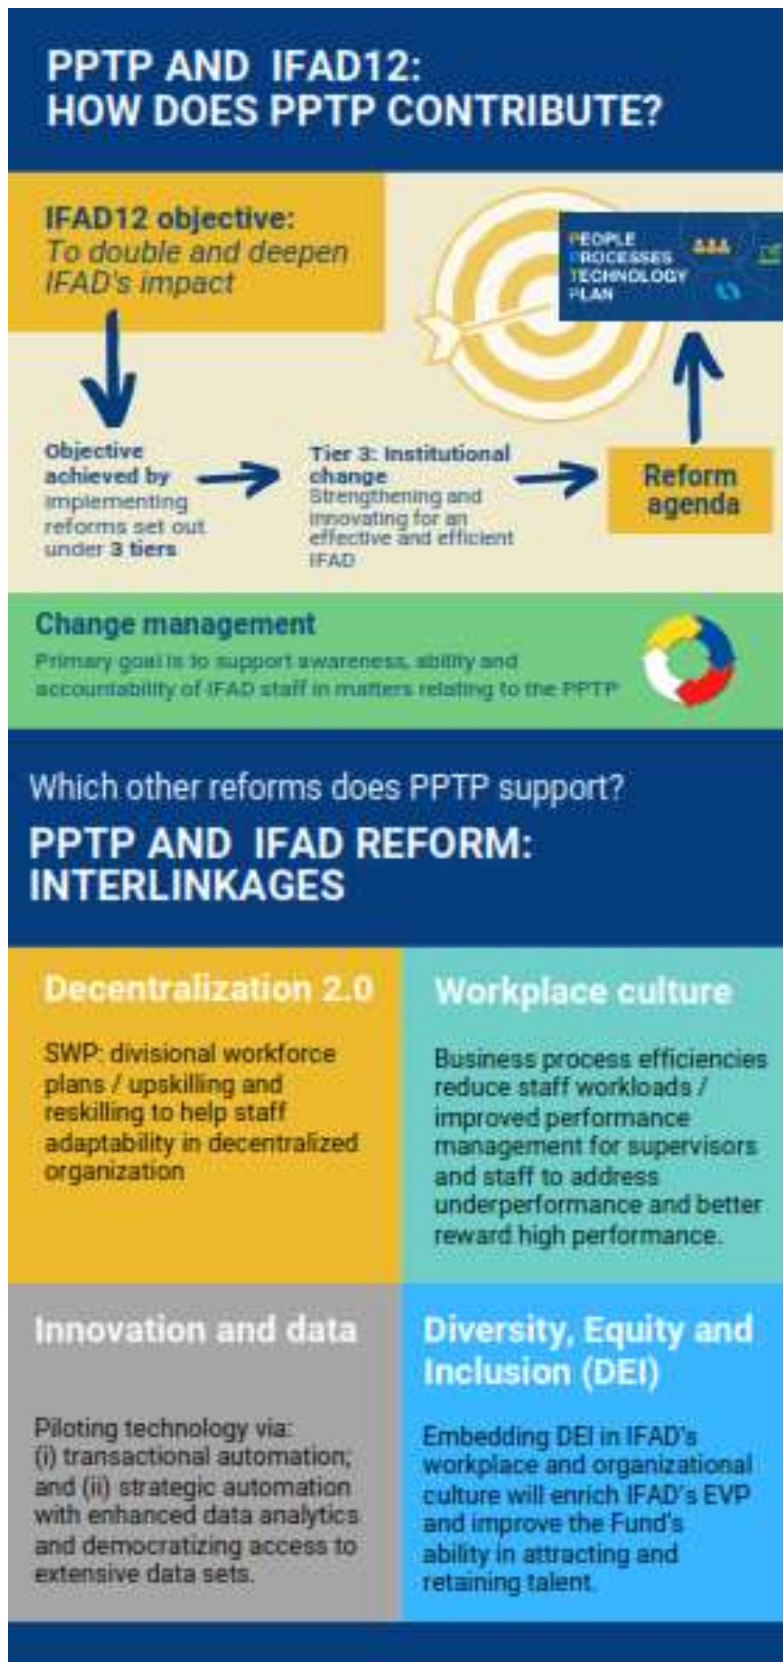 PPTP AND IFAD12:
HOW DOES PPTP CONTRIBUTE?
IFAD12 objective:
To double and deepen
IFAD's impact
PEOPLE
PROCESSES
TECHNOLOGY
PLAN
Objective
achieved by
implementing
reforms set out
under 3 tiers
Tier 3: Institutional
change
Strengthening and
innovating for an
effective and efficient
IFAD
Reform
agenda
Change management
Primary goal is to support awareness, ability and
accountability of IFAD staff in matters relating to the PPTP
Which other reforms does PPTP support?
PPTP AND IFAD REFORM:
INTERLINKAGES
Decentralization 2.0
SWP: divisional workforce
plans / upskilling and
reskilling to help staff
adaptability in decentralized
organization
Workplace culture
Business process efficiencies
reduce staff workloads /
improved performance
management for supervisors
and staff to address
underperformance and better
reward high performance.
Innovation and data
Piloting technology via:
(i) transactional automation;
and (ii) strategic automation
with enhanced data analytics
and democratizing access to
extensive data sets.
Diversity, Equity and
Inclusion (DEI)
Embedding DEI in IFAD's
workplace and organizational
culture will enrich IFAD's EVP
and improve the Fund's
ability in attracting and
retaining talent.